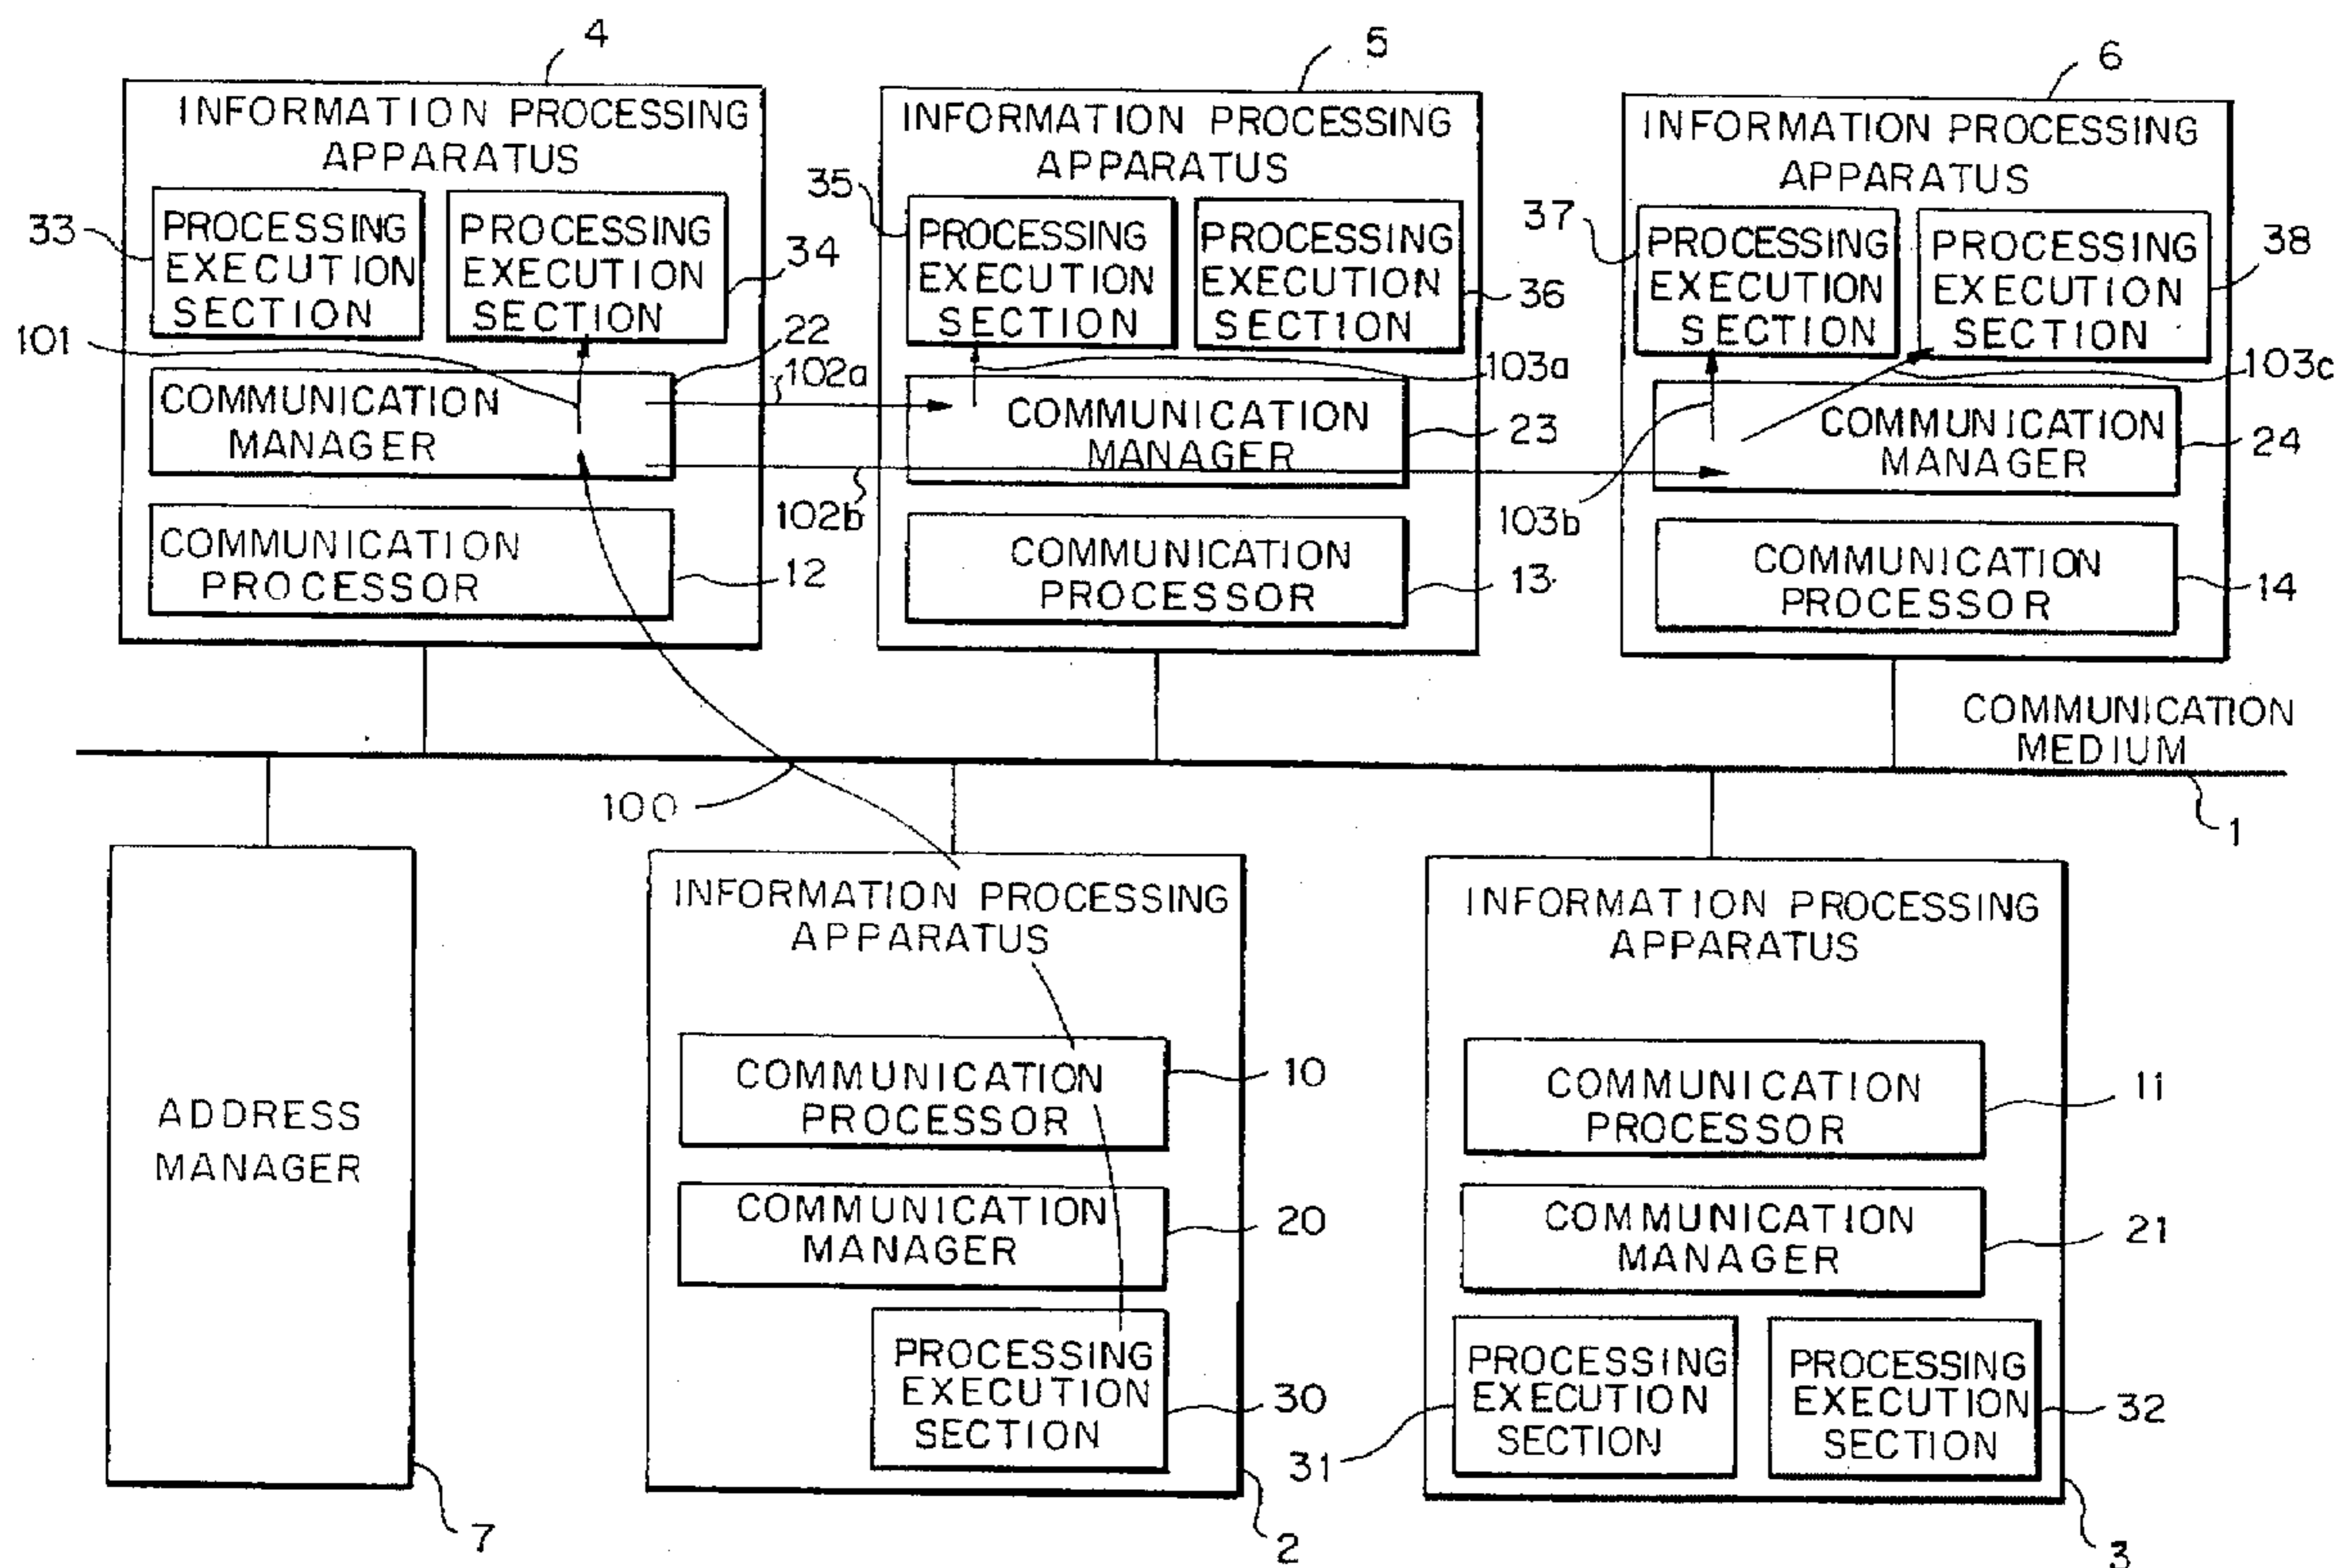 4
5
6
INFORMATION PROCESSING
APPARATUS
33
PROCESSING
EXECUTION
SECTION
PROCESSING
EXECUTION
SECTION
34
101
22
COMMUNICATION
MANAGER
102a
102b
COMMUNICATION
PROCESSOR
12
INFORMATION PROCESSING
APPARATUS
35
PROCESSING
EXECUTION
SECTION
PROCESSING
EXECUTION
SECTION
36
103a
COMMUNICATION
MANAGER
23
COMMUNICATION
PROCESSOR
13
INFORMATION PROCESSING
APPARATUS
37
PROCESSING
EXECUTION
SECTION
PROCESSING
EXECUTION
SECTION
38
103c
103b
COMMUNICATION
MANAGER
24
COMMUNICATION
PROCESSOR
14
COMMUNICATION
MEDIUM
1
100
ADDRESS
MANAGER
7
INFORMATION PROCESSING
APPARATUS
COMMUNICATION
PROCESSOR
10
COMMUNICATION
MANAGER
20
PROCESSING
EXECUTION
SECTION
30
2
INFORMATION PROCESSING
APPARATUS
COMMUNICATION
PROCESSOR
11
COMMUNICATION
MANAGER
21
PROCESSING
EXECUTION
SECTION
31
PROCESSING
EXECUTION
SECTION
32
3